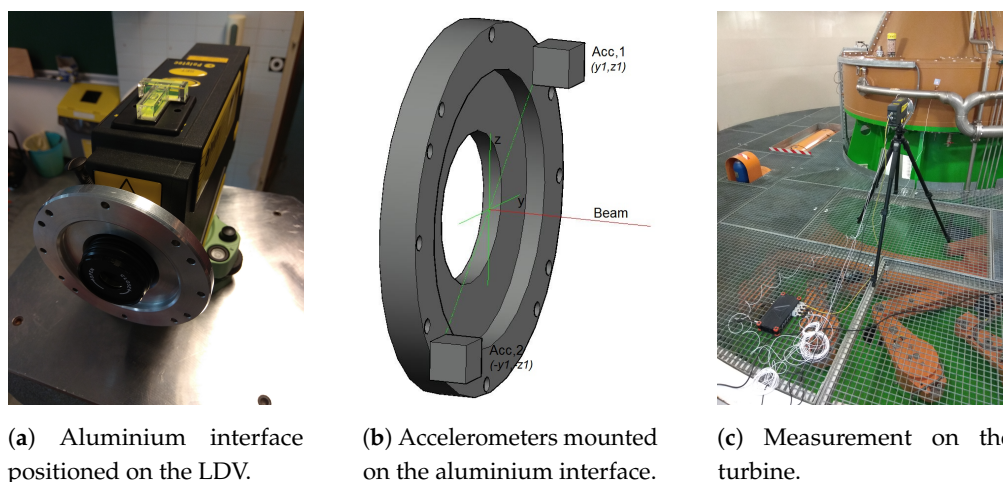 Polytec
Acc,1
(y1,z1)
z
y
Beam
Acc,2
(-y1,-z1)
(a) Aluminium interface
positioned on the LDV.
(b) Accelerometers mounted
on the aluminium interface.
(c) Measurement on the
turbine.